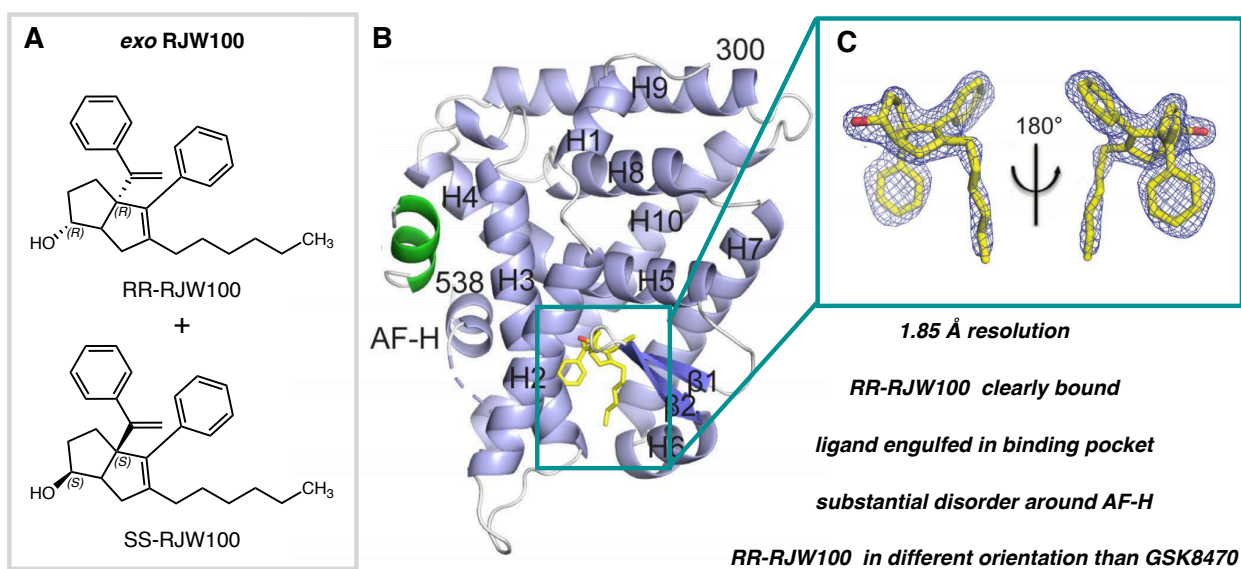 A
exo RJW100
(R)
HO
(R)
CH3
RR-RJW100
+
(S)
HO
(S)
CH3
SS-RJW100
B
300
H9
H1
H8
H4
H10
H7
538
H3
H5
AF-H
H2
β1
β2
H6
C
180°
1.85 Å resolution
RR-RJW100 clearly bound
ligand engulfed in binding pocket
substantial disorder around AF-H
RR-RJW100 in different orientation than GSK8470